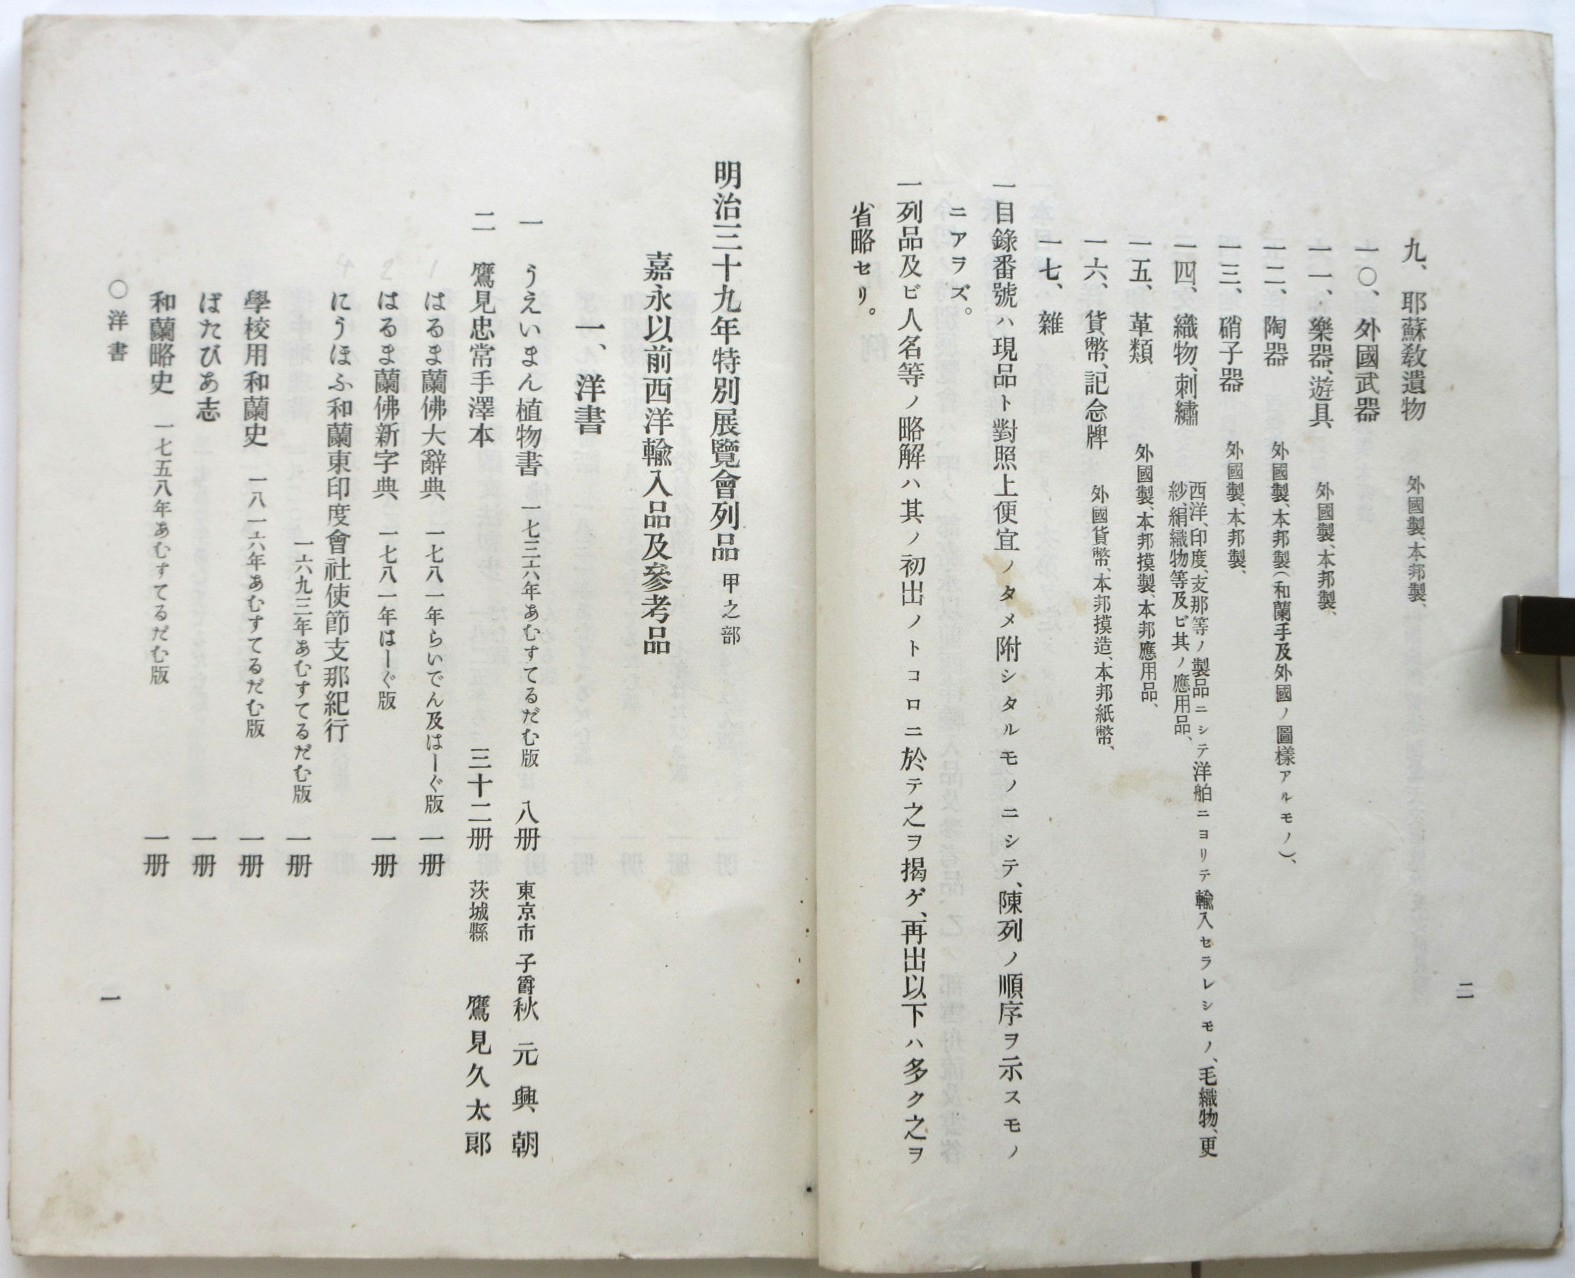 九、耶蘇敎遺物 外國製、本邦製、
一〇、外國武器
一一、樂器、遊具 外國製、本邦製、
一二、陶器 外國製、本邦製(和蘭手及外國ノ圖樣アルモノ)、
一三、硝子器 外國製、本邦製、
一四、織物、刺繡 西洋、印度、支那等ノ製品ニシテ洋舶ニヨリテ輸入セラレシモノ、毛織物、更
紗、絹織物等及ビ其ノ應用品、
一五、革類 外國製、本邦摸製、本邦應用品、
一六、貨幣、記念牌 外國貨幣、本邦摸造、本邦紙幣、
一七、雜
一目錄番號ハ現品ト對照上便宜ノタメ附シタルモノニシテ、陳列ノ順序ヲ示スモノ
ニアラズ。
一列品及ビ人名等ノ略解ハ其ノ初出ノトコロニ於テ之ヲ揭ゲ、再出以下ハ多ク之ヲ
省略セリ。
二
明治三十九年特別展覽會列品 甲之部
嘉永以前西洋輸入品及參考品
一、洋書
一 うえいまん植物書 一七三六年あむすてるだむ版 八册 東京市 子爵秋元興朝
二 鷹見忠常手澤本 三十二册 茨城縣 鷹見久太郎
1 はるま蘭佛大辭典、一七八一年らいでん及はーぐ版 一册
2 はるま蘭佛新字典、一七八一年はーぐ版 一册
4 にうほふ和蘭東印度會社使節支那紀行
一六九三年あむすてるだむ版 一册
學校用和蘭史 一八一六年あむすてるだむ版 一册
ばたびあ志 一册
和蘭略史 一七五八年あむすてるだむ版 一册
〇洋書
一